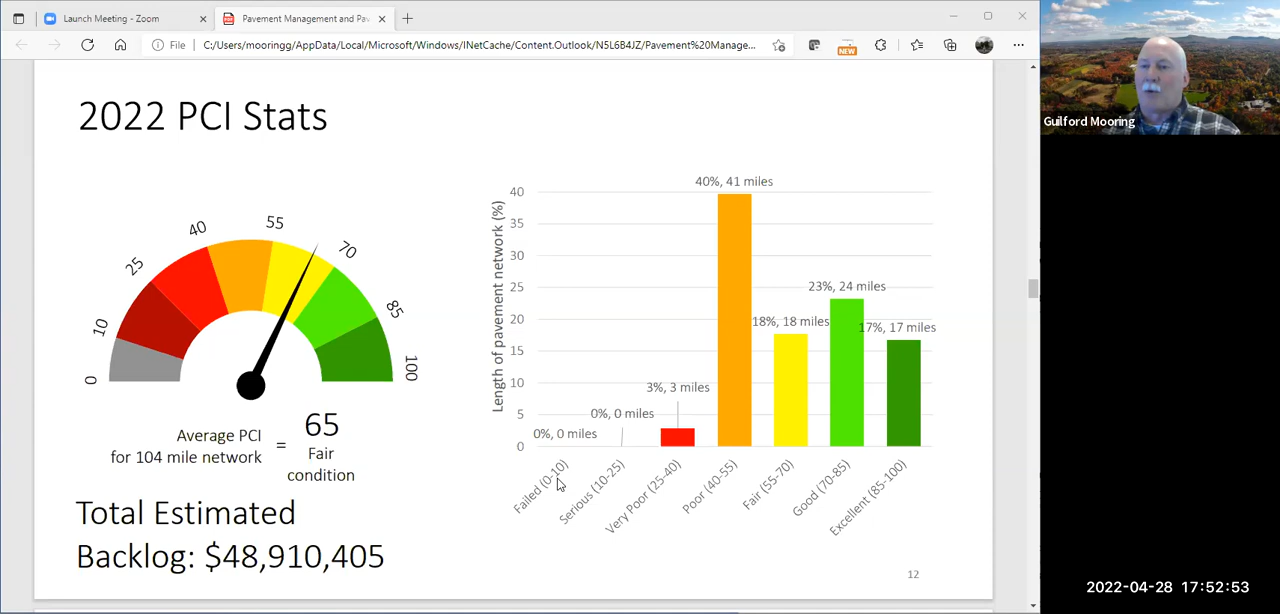 Launch Meeting - Zoom
Pavement Management and Pav
File
C:/Users/mooringg/AppData/Local/Microsoft/Windows/INetCache/Content.Outlook/N5L6B4JZ/Pavement%20Manage...
NEW
Guilford Mooring
2022 PCI Stats
0
10
25
40
55
70
85
100
Average PCI
for 104 mile network
=
65
Fair
condition
Total Estimated
Backlog: $48,910,405
Length of pavement network (%)
40
35
30
25
20
15
10
5
0
0%, 0 miles
0%, 0 miles
3%, 3 miles
40%, 41 miles
18%, 18 miles
23%, 24 miles
17%, 17 miles
Failed (0-10)
Serious (10-25)
Very Poor (25-40)
Poor (40-55)
Fair (55-70)
Good (70-85)
Excellent (85-100)
12
2022-04-28 17:52:53